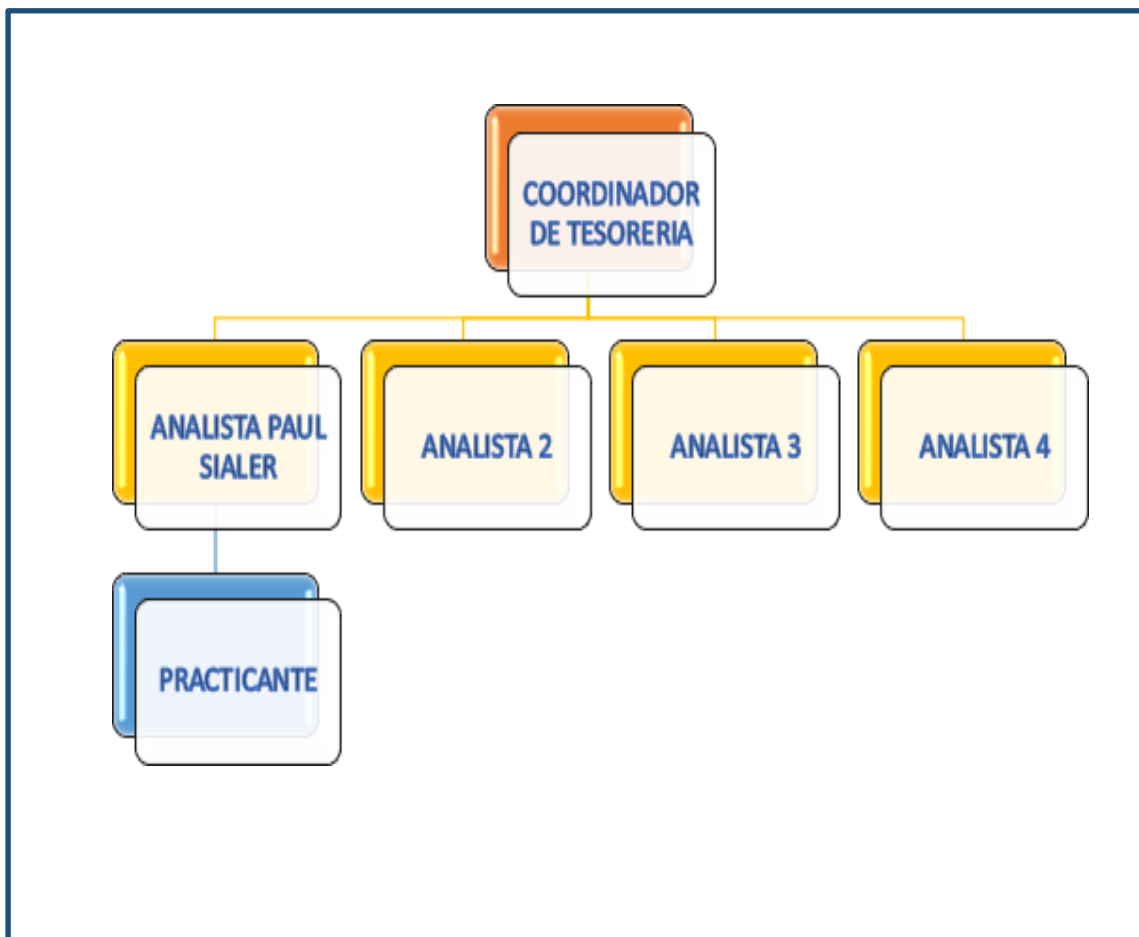 COORDINADOR
DE TESORERIA
ANALISTA PAUL
SIALER
ANALISTA 2
ANALISTA 3
ANALISTA 4
PRACTICANTE